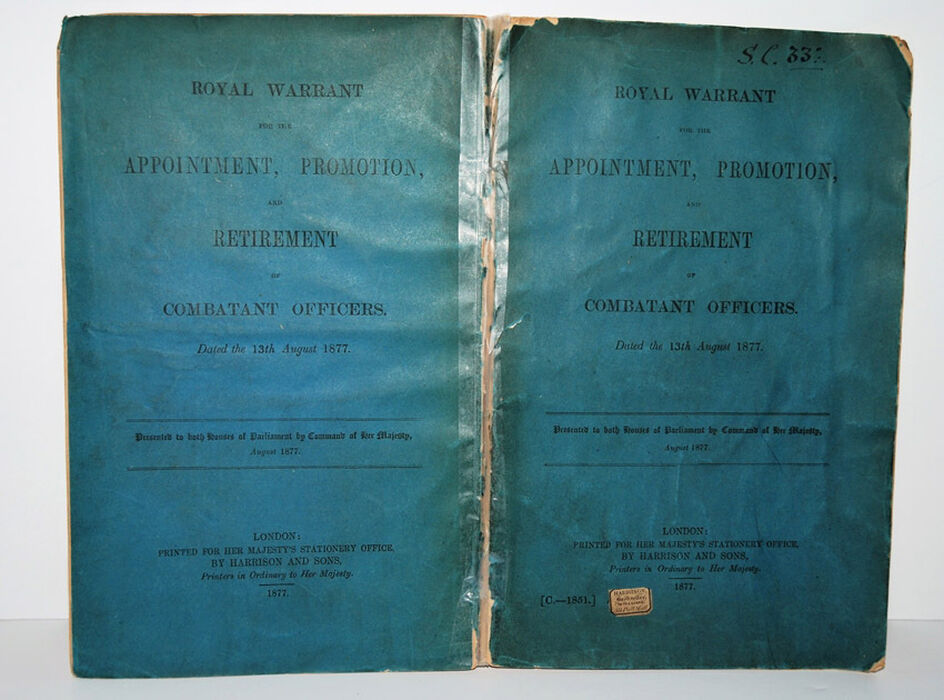 ROYAL WARRANT
FOR THE
APPOINTMENT, PROMOTION,
AND
RETIREMENT
OF
COMBATANT OFFICERS.
Dated the 13th August 1877.
Presented to both Houses of Parliament by Command of Her Majesty,
August 1877.
LONDON:
PRINTED FOR HER MAJESTY'S STATIONERY OFFICE,
BY HARRISON AND SONS,
Printers in Ordinary to Her Majesty.
1877.
S.C. 33
ROYAL WARRANT
FOR THE
APPOINTMENT, PROMOTION,
AND
RETIREMENT
OF
COMBATANT OFFICERS.
Dated the 13th August 1877.
Presented to both Houses of Parliament by Command of Her Majesty,
August 1877.
LONDON:
PRINTED FOR HER MAJESTY'S STATIONERY OFFICE,
BY HARRISON AND SONS,
Printers in Ordinary to Her Majesty.
1877.
[C.—1851.]
HARRISON
Pall Mall